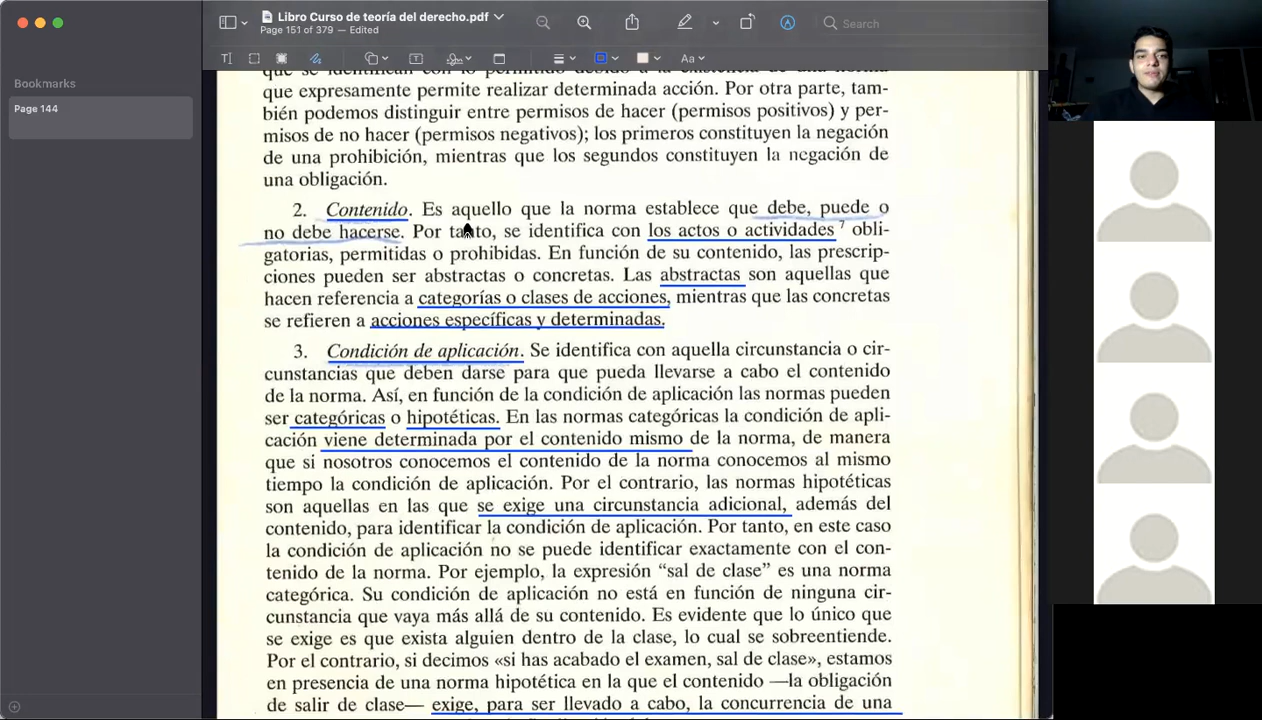 Libro Curso de teoría del derecho.pdf
Page 151 of 379 — Edited
Search
Aa
Bookmarks
Page 144
que se identifican con lo permitido debido a la existencia de una norma
que expresamente permite realizar determinada acción. Por otra parte, tam-
bién podemos distinguir entre permisos de hacer (permisos positivos) y per-
misos de no hacer (permisos negativos); los primeros constituyen la negación
de una prohibición, mientras que los segundos constituyen la negación de
una obligación.
2. Contenido. Es aquello que la norma establece que debe, puede o
no debe hacerse. Por tanto, se identifica con los actos o actividades 7 obli-
gatorias, permitidas o prohibidas. En función de su contenido, las prescrip-
ciones pueden ser abstractas o concretas. Las abstractas son aquellas que
hacen referencia a categorías o clases de acciones, mientras que las concretas
se refieren a acciones específicas y determinadas.
3. Condición de aplicación. Se identifica con aquella circunstancia o cir-
cunstancias que deben darse para que pueda llevarse a cabo el contenido
de la norma. Así, en función de la condición de aplicación las normas pueden
ser categóricas o hipotéticas. En las normas categóricas la condición de apli-
cación viene determinada por el contenido mismo de la norma, de manera
que si nosotros conocemos el contenido de la norma conocemos al mismo
tiempo la condición de aplicación. Por el contrario, las normas hipotéticas
son aquellas en las que se exige una circunstancia adicional, además del
contenido, para identificar la condición de aplicación. Por tanto, en este caso
la condición de aplicación no se puede identificar exactamente con el con-
tenido de la norma. Por ejemplo, la expresión “sal de clase” es una norma
categórica. Su condición de aplicación no está en función de ninguna cir-
cunstancia que vaya más allá de su contenido. Es evidente que lo único que
se exige es que exista alguien dentro de la clase, lo cual se sobreentiende.
Por el contrario, si decimos «si has acabado el examen, sal de clase», estamos
en presencia de una norma hipotética en la que el contenido —la obligación
de salir de clase— exige, para ser llevado a cabo, la concurrencia de una